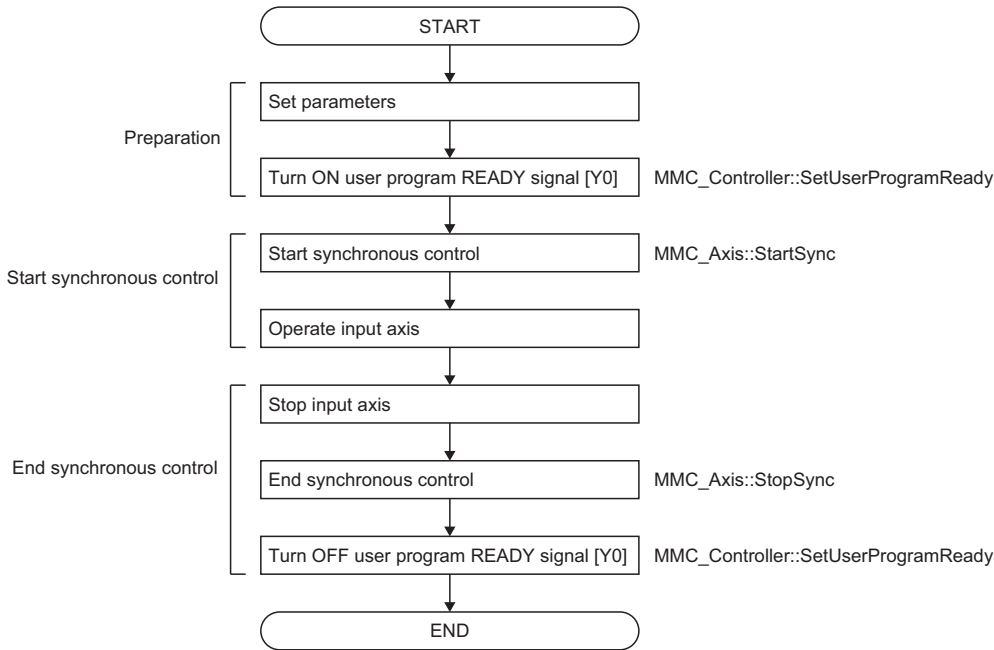 START
Set parameters
Preparation
Turn ON user program READY signal [Y0]
MMC_Controller::SetUserProgramReady
Start synchronous control
MMC_Axis::StartSync
Start synchronous control
Operate input axis
Stop input axis
End synchronous control
End synchronous control
MMC_Axis::StopSync
Turn OFF user program READY signal [Y0]
MMC_Controller::SetUserProgramReady
END